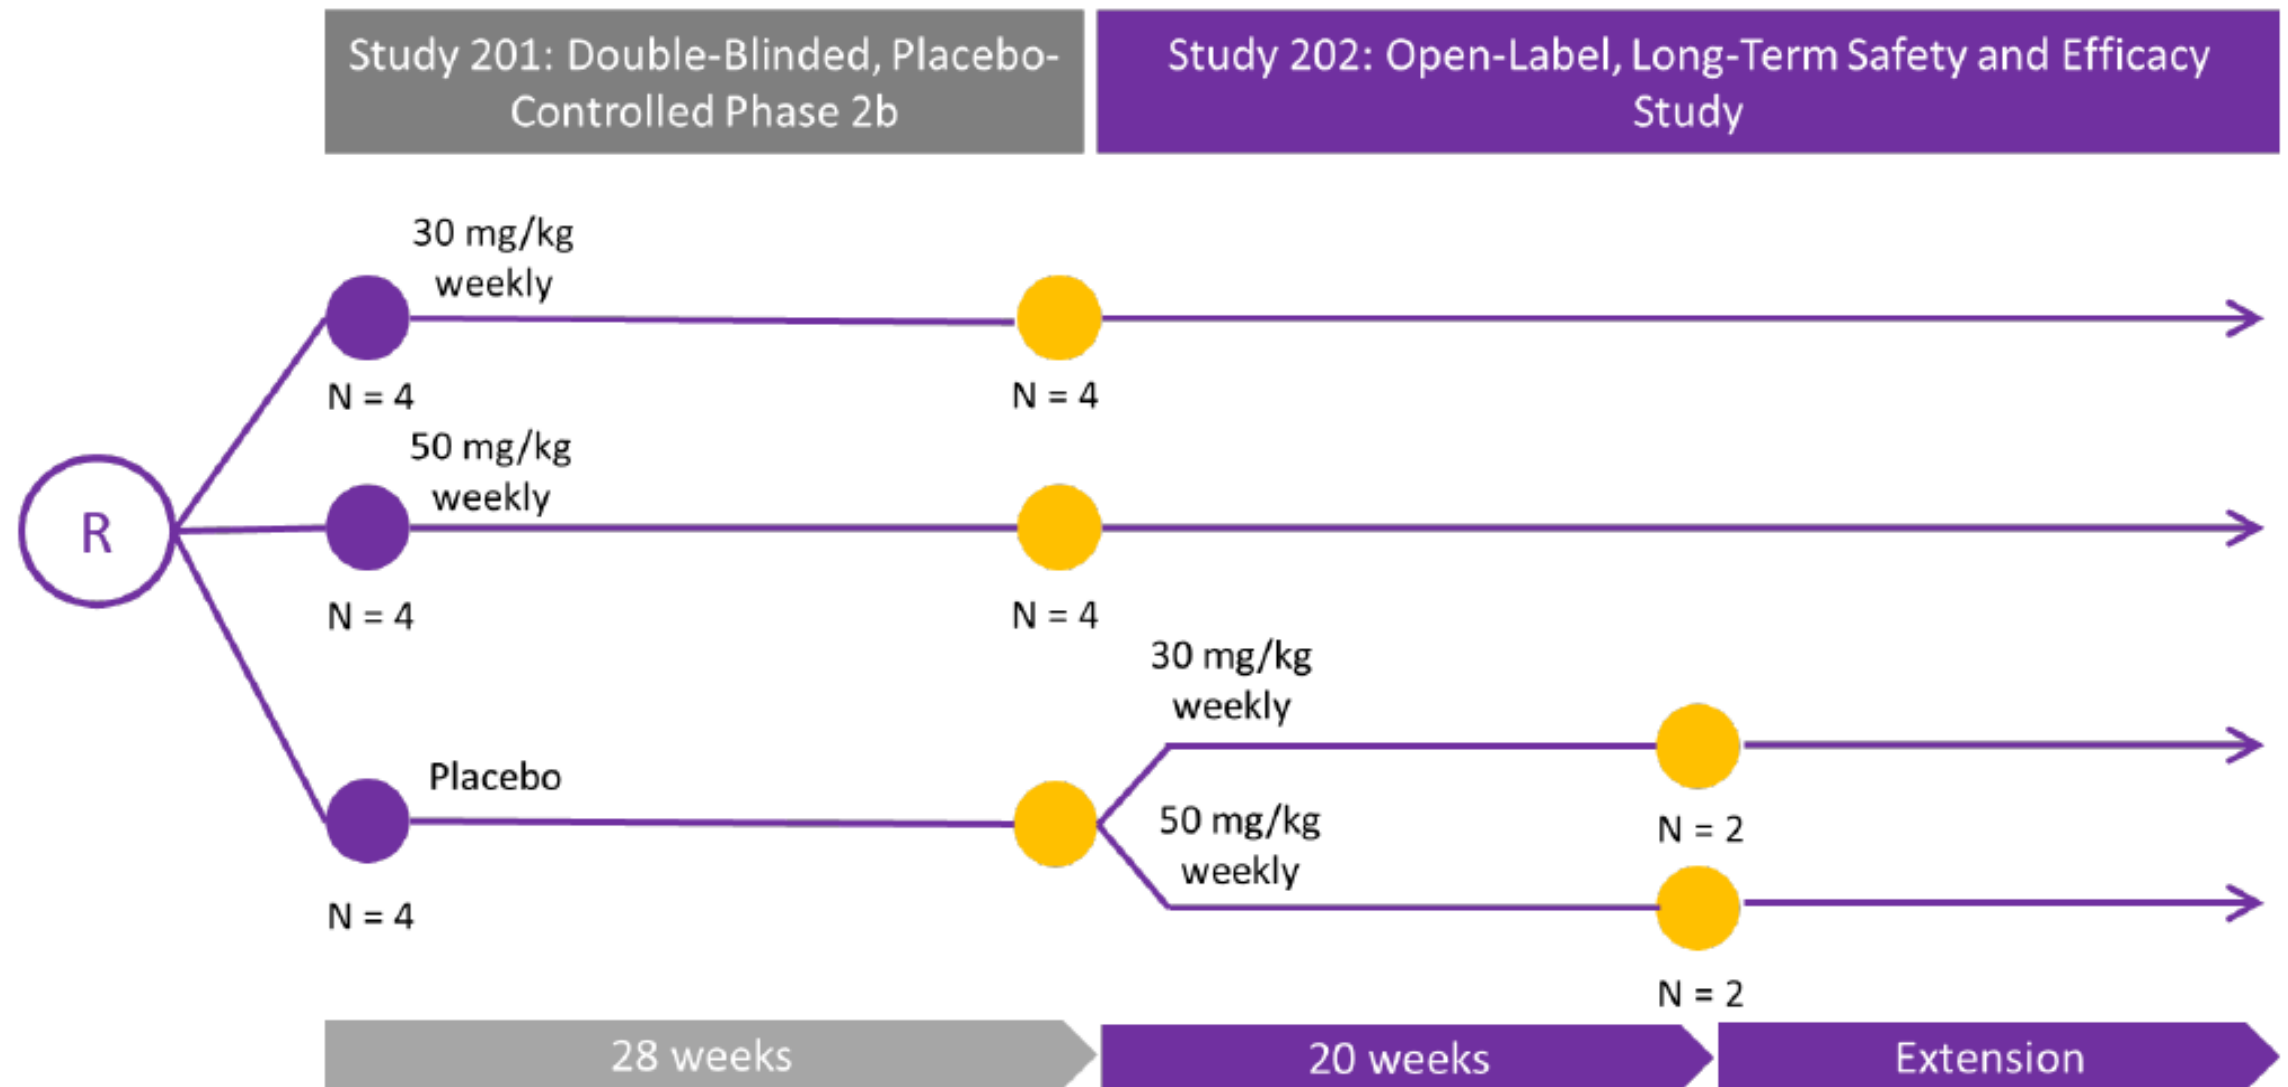 Study 201: Double-Blinded, Placebo-
Controlled Phase 2b
Study 202: Open-Label, Long-Term Safety and Efficacy
Study
30 mg/kg
weekly
N = 4
N = 4
50 mg/kg
weekly
R
N = 4
N = 4
30 mg/kg
weekly
Placebo
50 mg/kg
weekly
N = 2
N = 4
N = 2
28 weeks
20 weeks
Extension